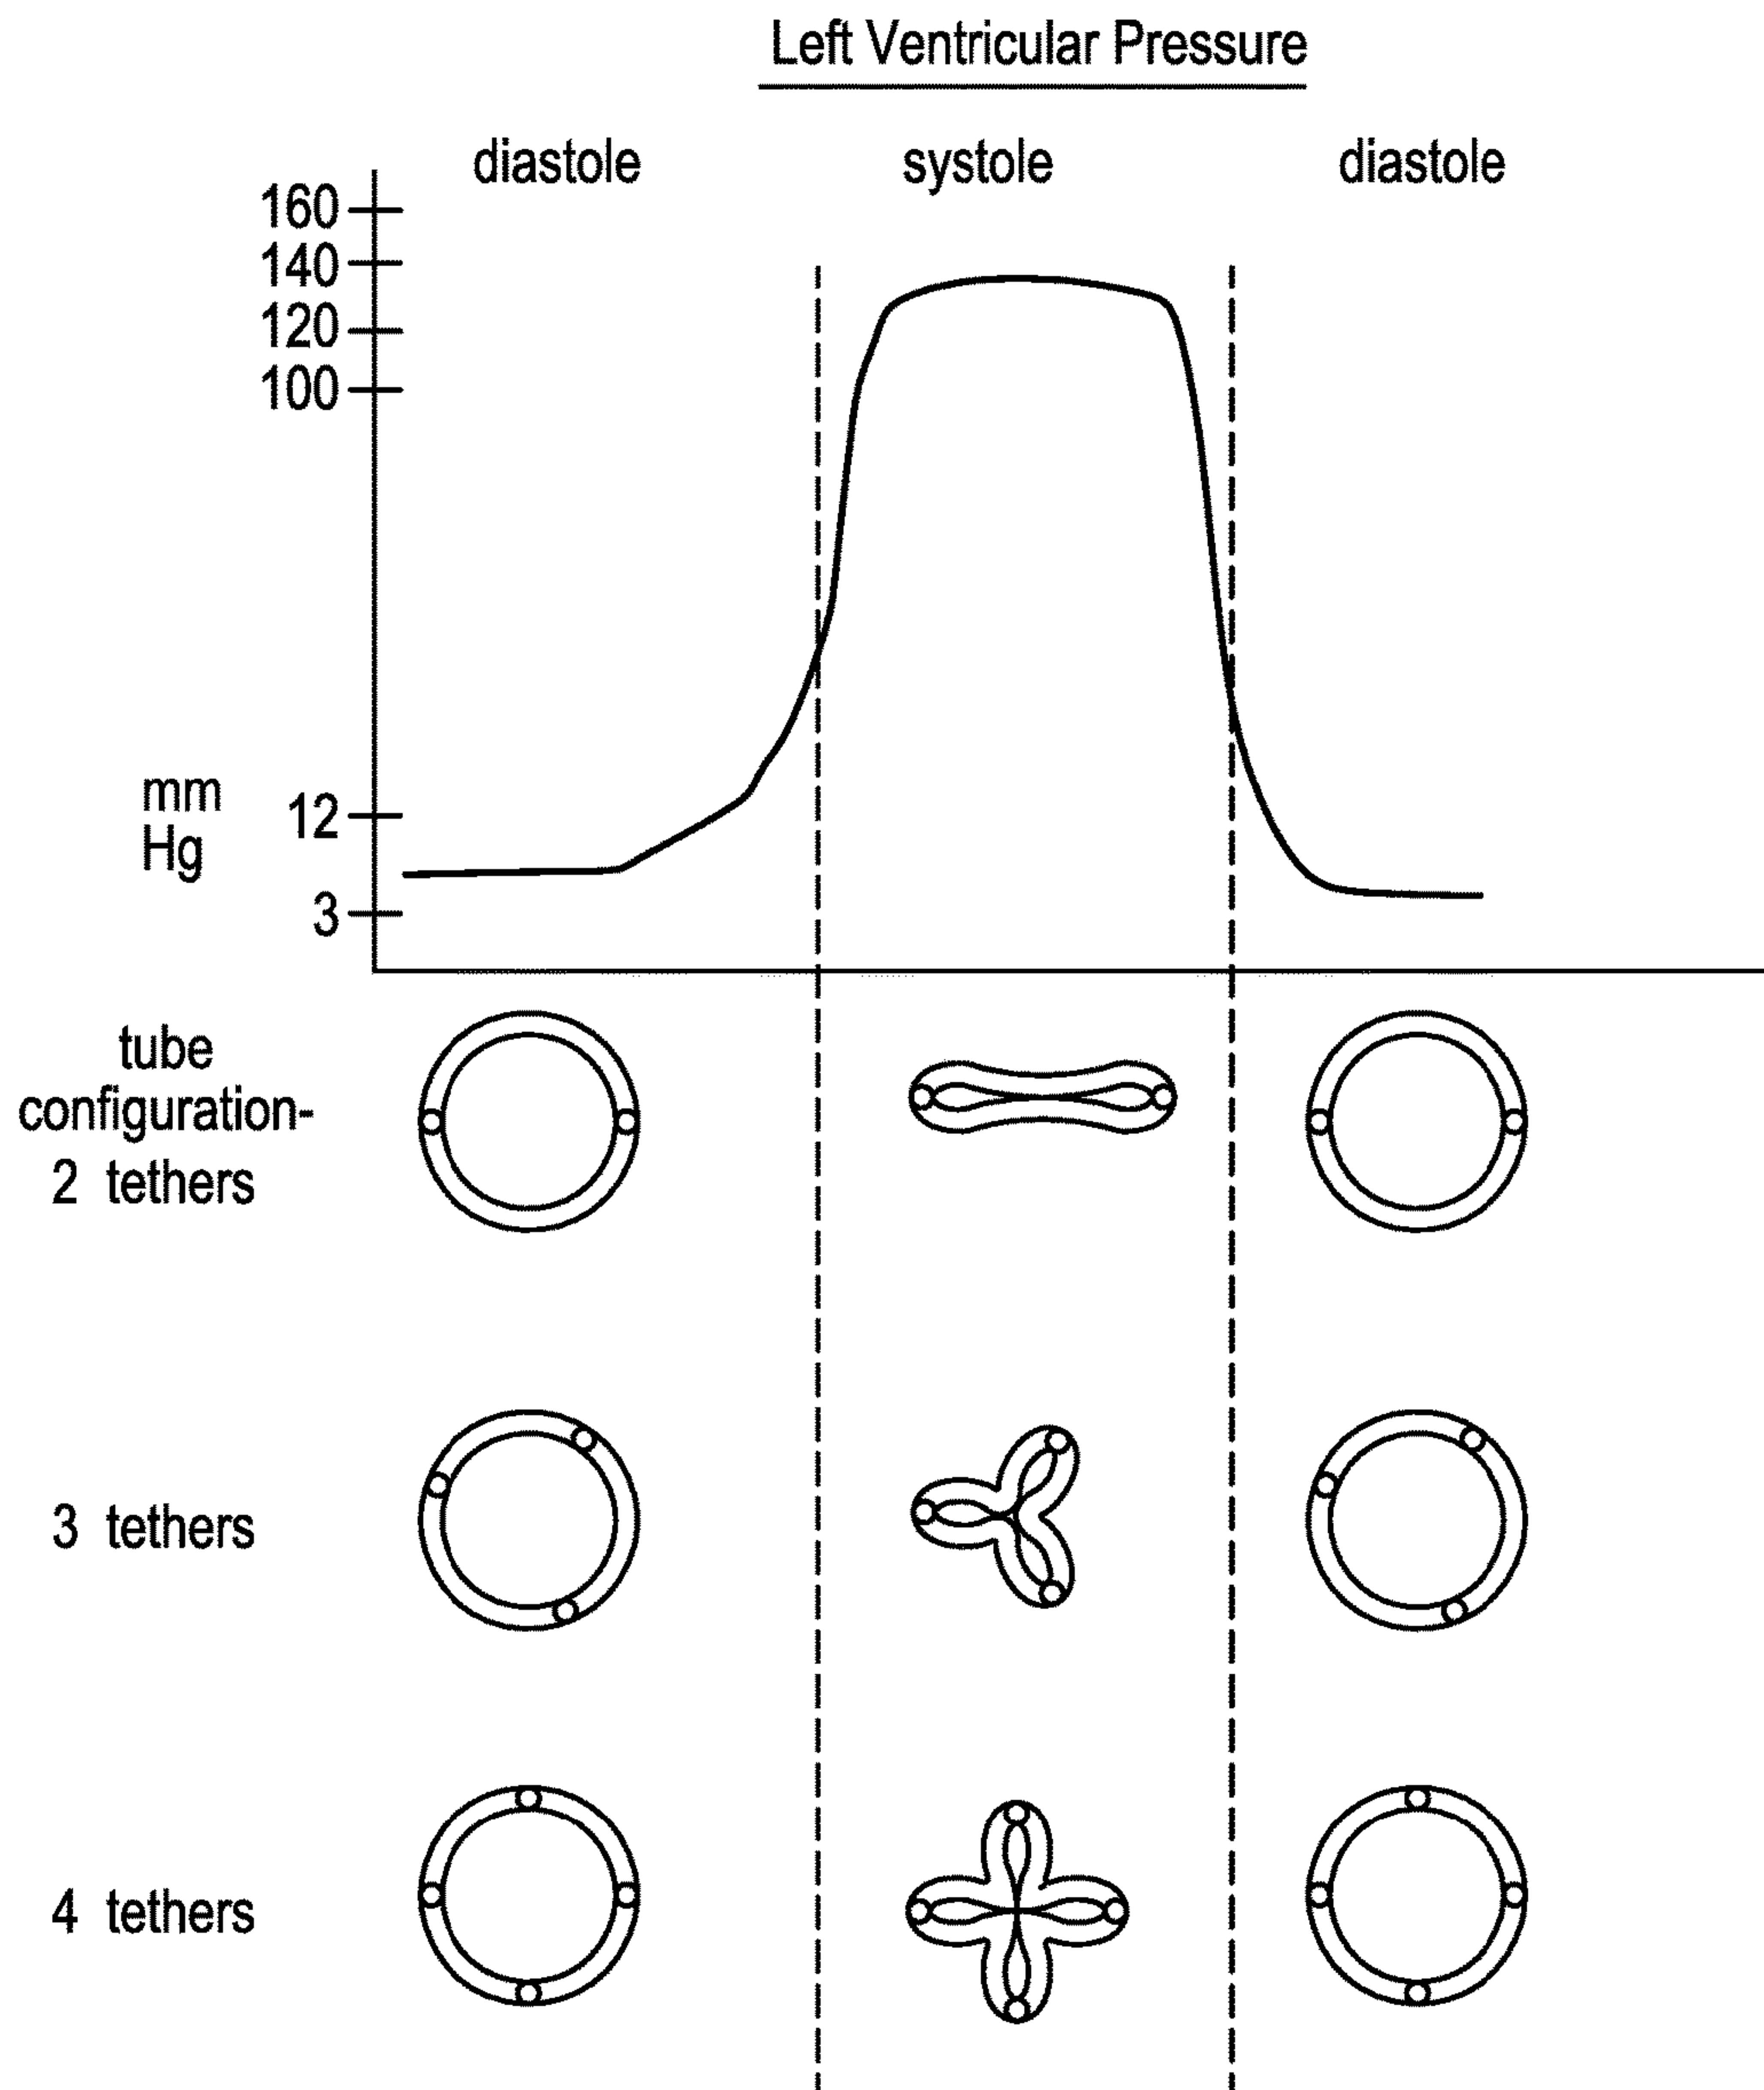 Left Ventricular Pressure
diastole systole diastole
160
140
120
100
mm
Hg
12
3
tube
configuration-
2 tethers
3 tethers
4 tethers